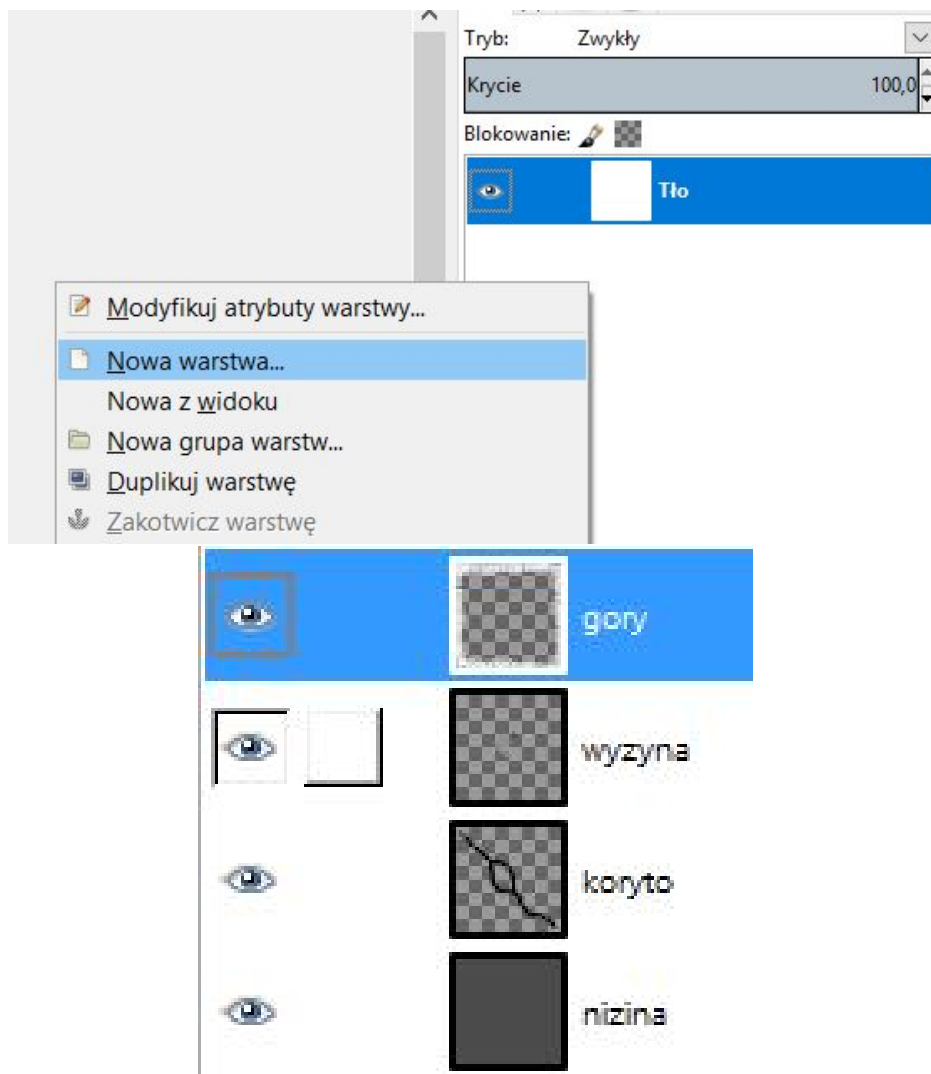 Tryb: Zwykły
Krycie 100,0
Blokowanie:
Tło
Modyfikuj atrybuty warstwy...
Nowa warstwa...
Nowa z widoku
Nowa grupa warstw...
Duplikuj warstwę
Zakotwicz warstwę
gory
wyzyna
koryto
nizina